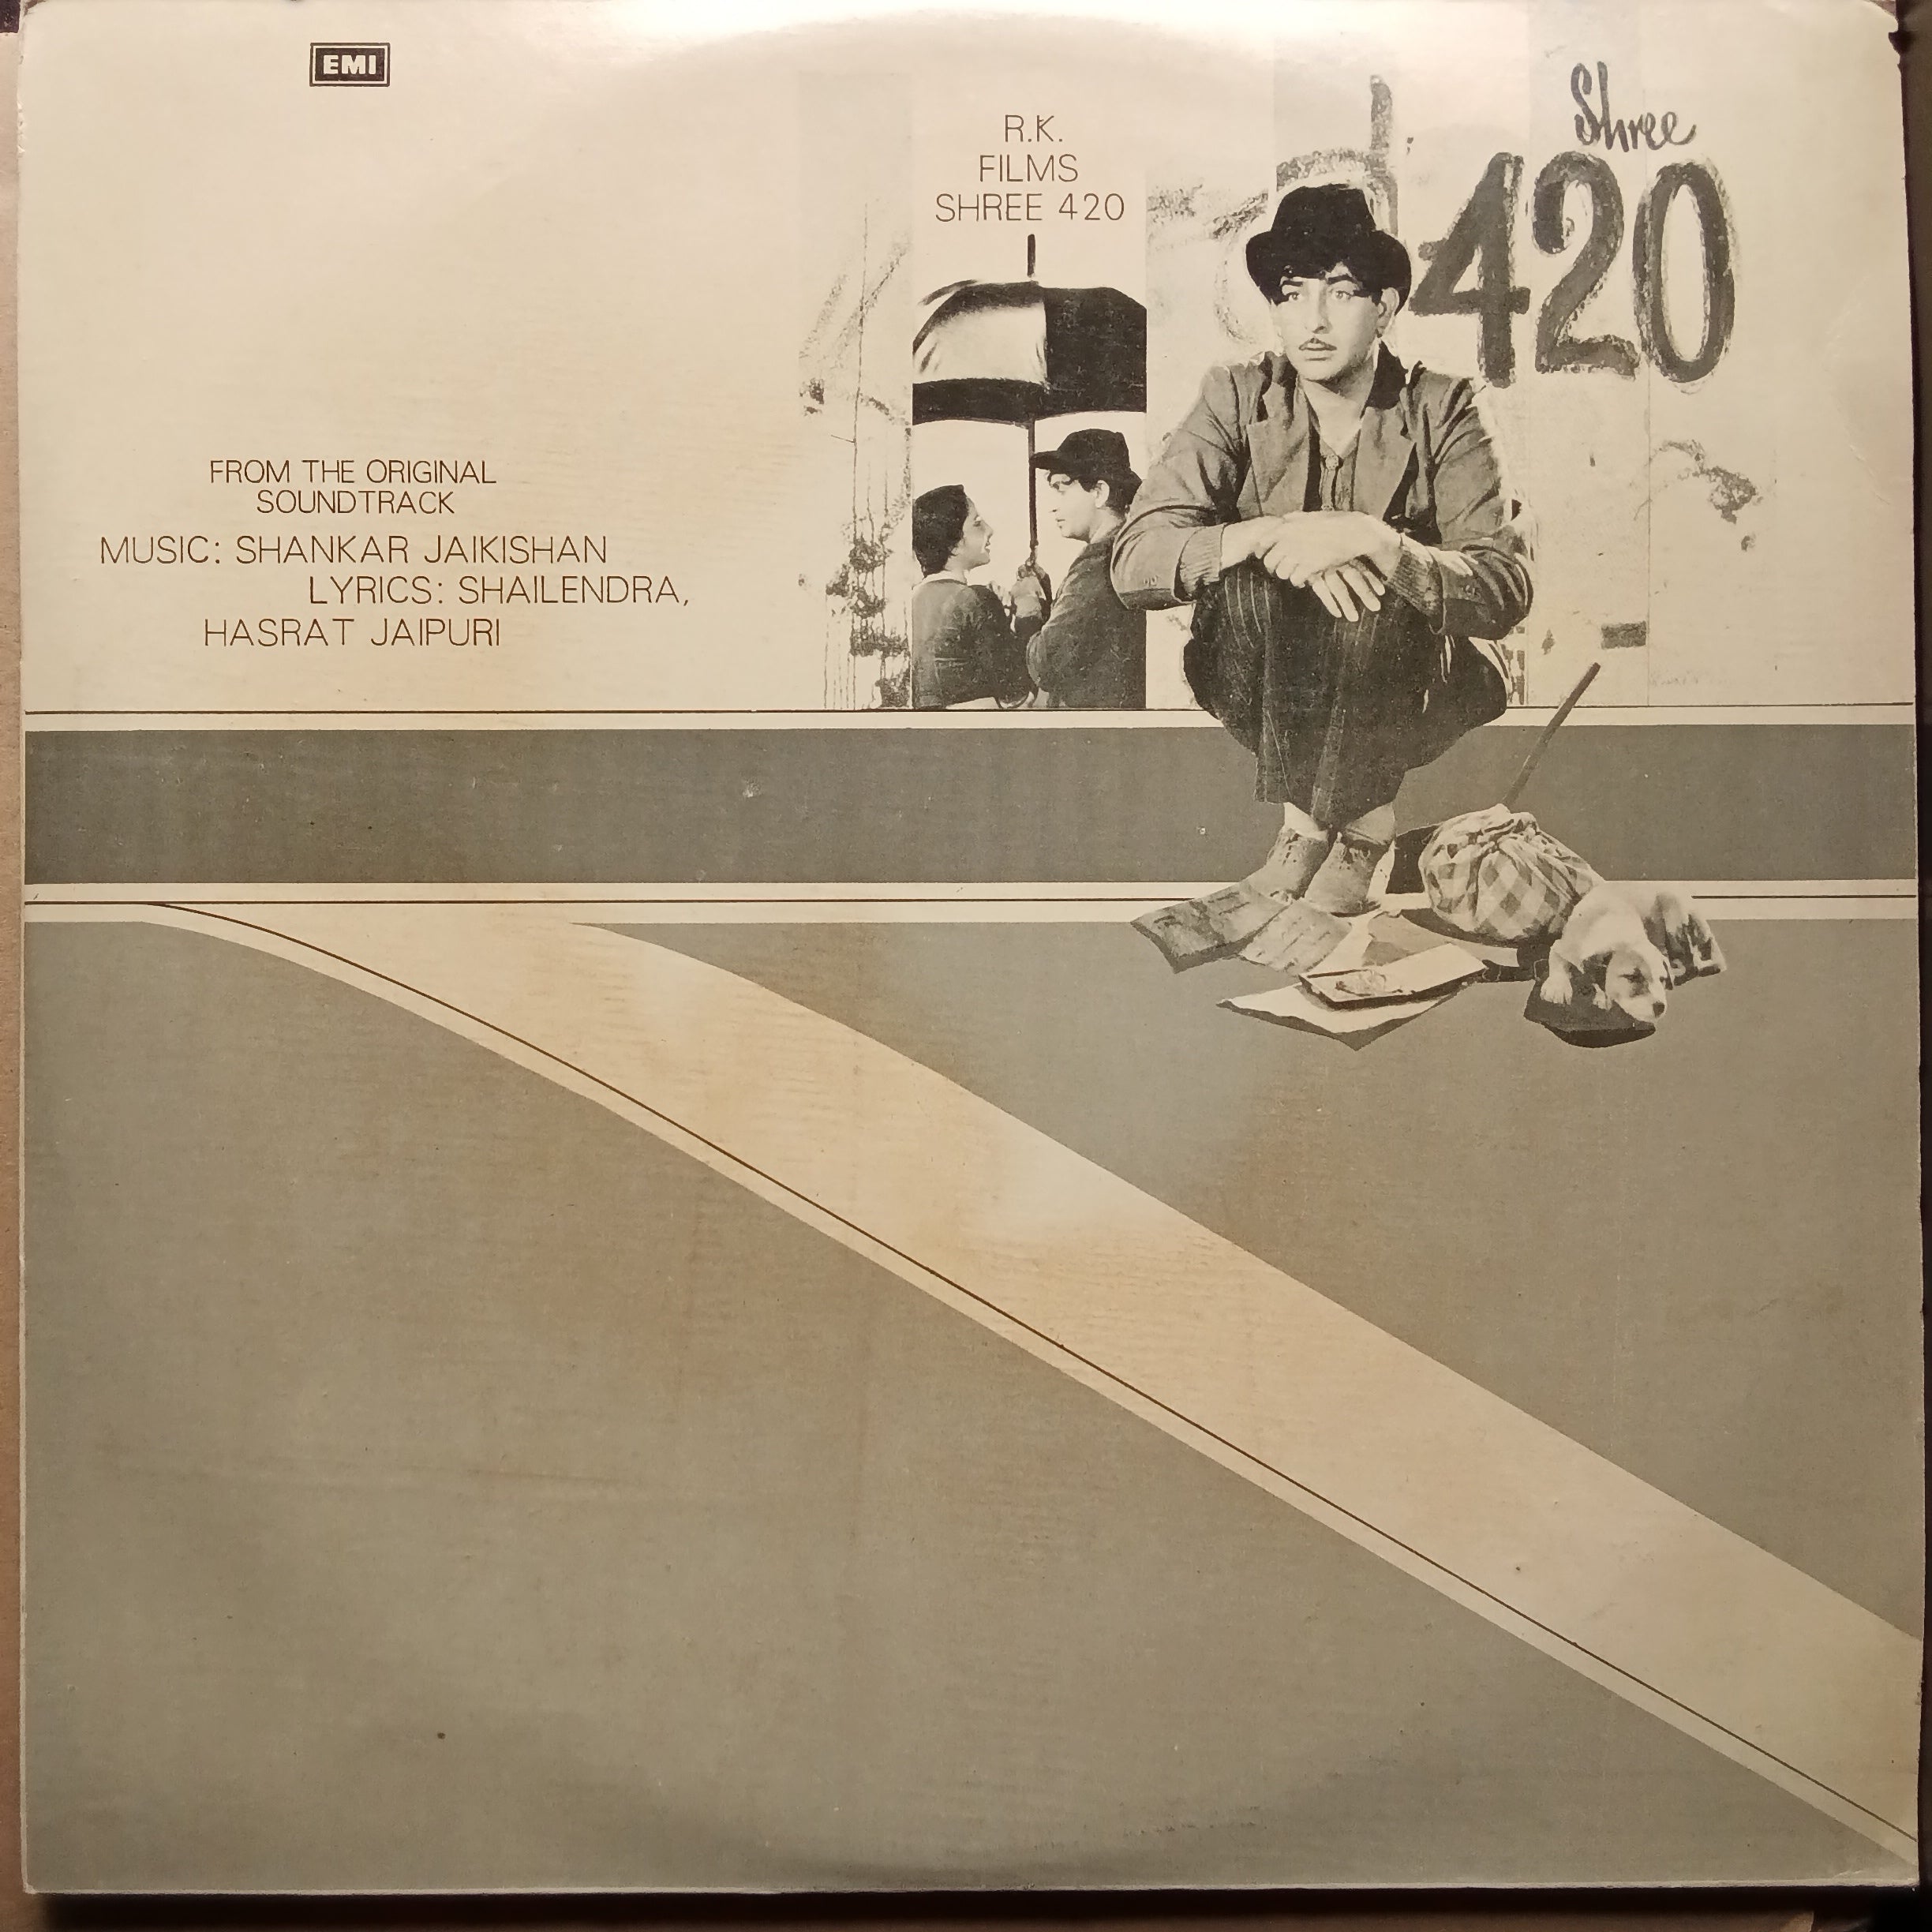 EMI
R.K.
FILMS
SHREE 420
Shree
420
FROM THE ORIGINAL
SOUNDTRACK
MUSIC: SHANKAR JAIKISHAN
LYRICS: SHAILENDRA,
HASRAT JAIPURI